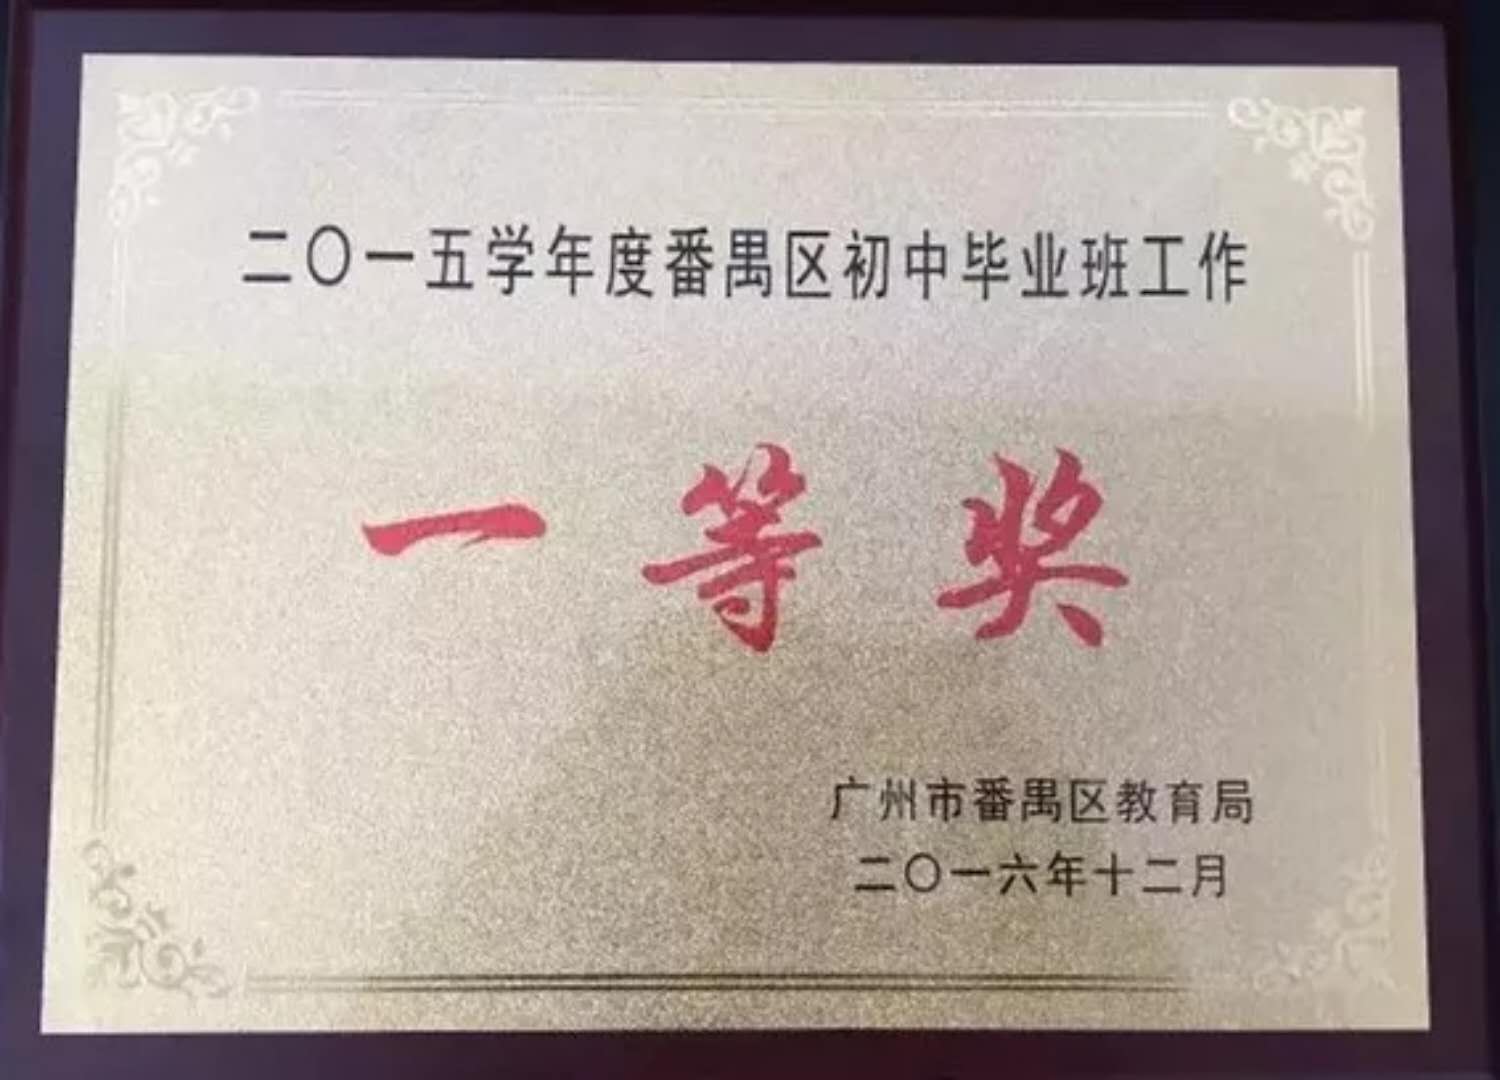 二〇一五学年度番禺区初中毕业班工作
一等奖
广州市番禺区教育局
二〇一六年十二月